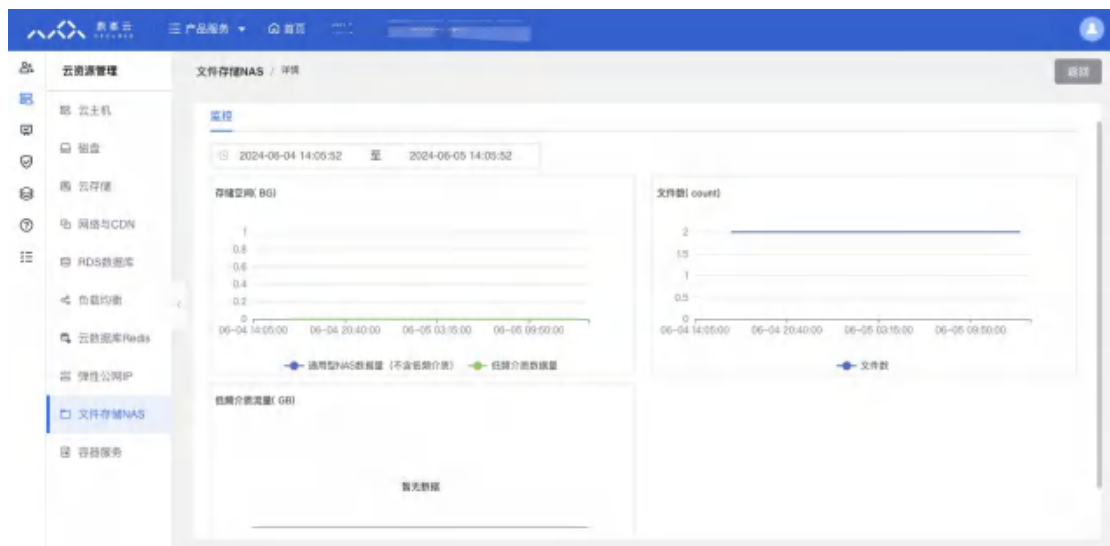 产品服务
首页
云资源管理
文件存储NAS / 详情
返回
云主机
磁盘
云存储
网络与CDN
RDS数据库
负载均衡
云数据库Redis
弹性公网IP
文件存储NAS
容器服务
监控
2024-06-04 14:05:52 至 2024-06-05 14:05:52
存储空间( BG)
1
0.8
0.6
0.4
0.2
0
06-04 14:05:00 06-04 20:40:00 06-05 03:15:00 06-05 09:50:00
通用型NAS数据量（不含低频介质） 低频介质数据量
文件数( count)
2
1.5
1
0.5
0
06-04 14:05:00 06-04 20:40:00 06-05 03:15:00 06-05 09:50:00
文件数
低频介质流量( GB)
暂无数据